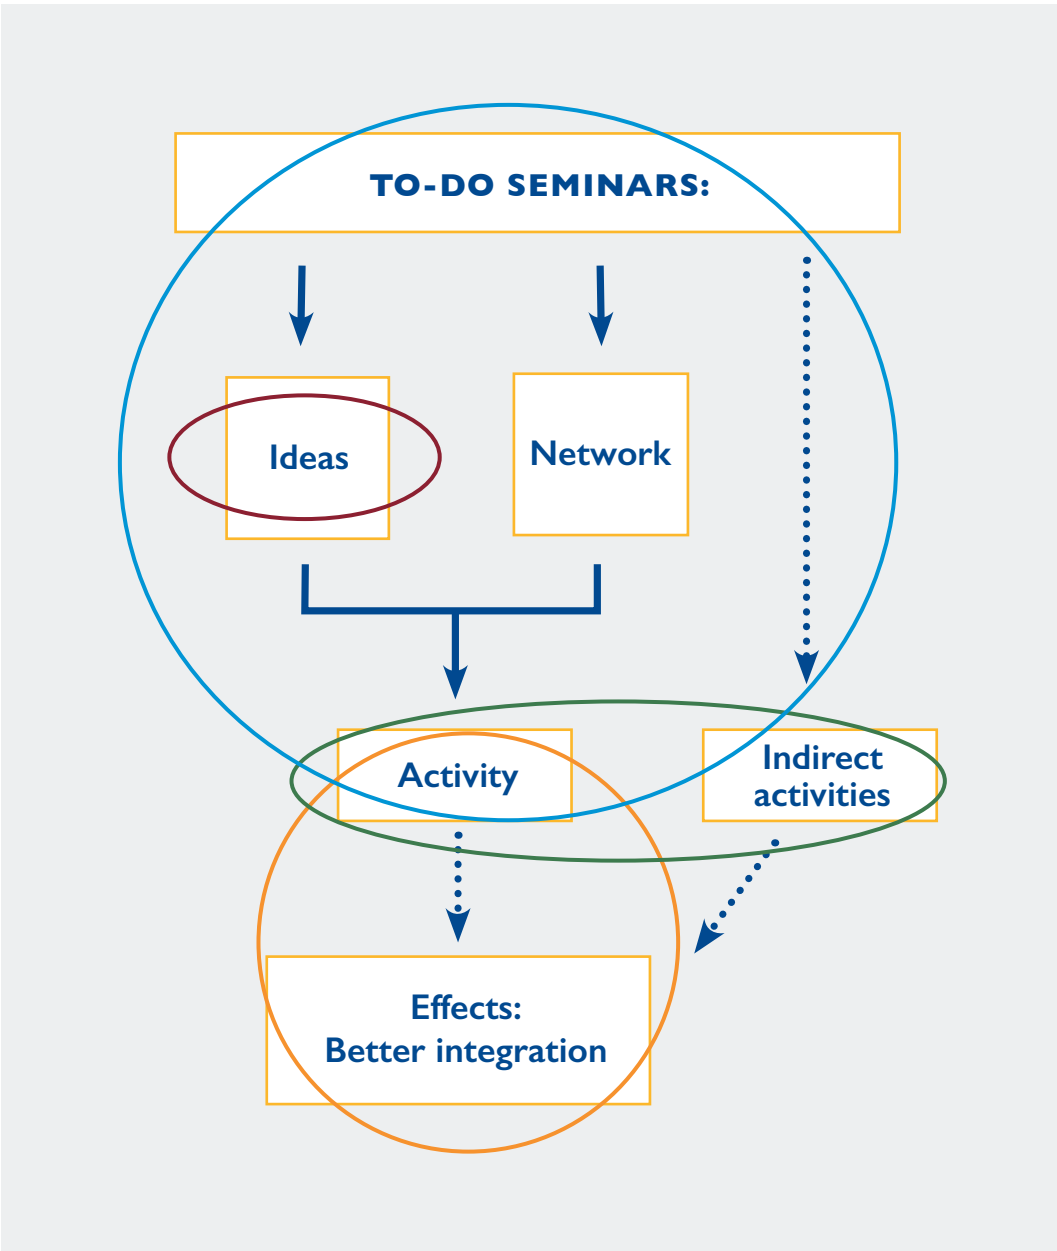 TO-DO SEMINARS:
Ideas
Network
Activity
Indirect
activities
Effects:
Better integration